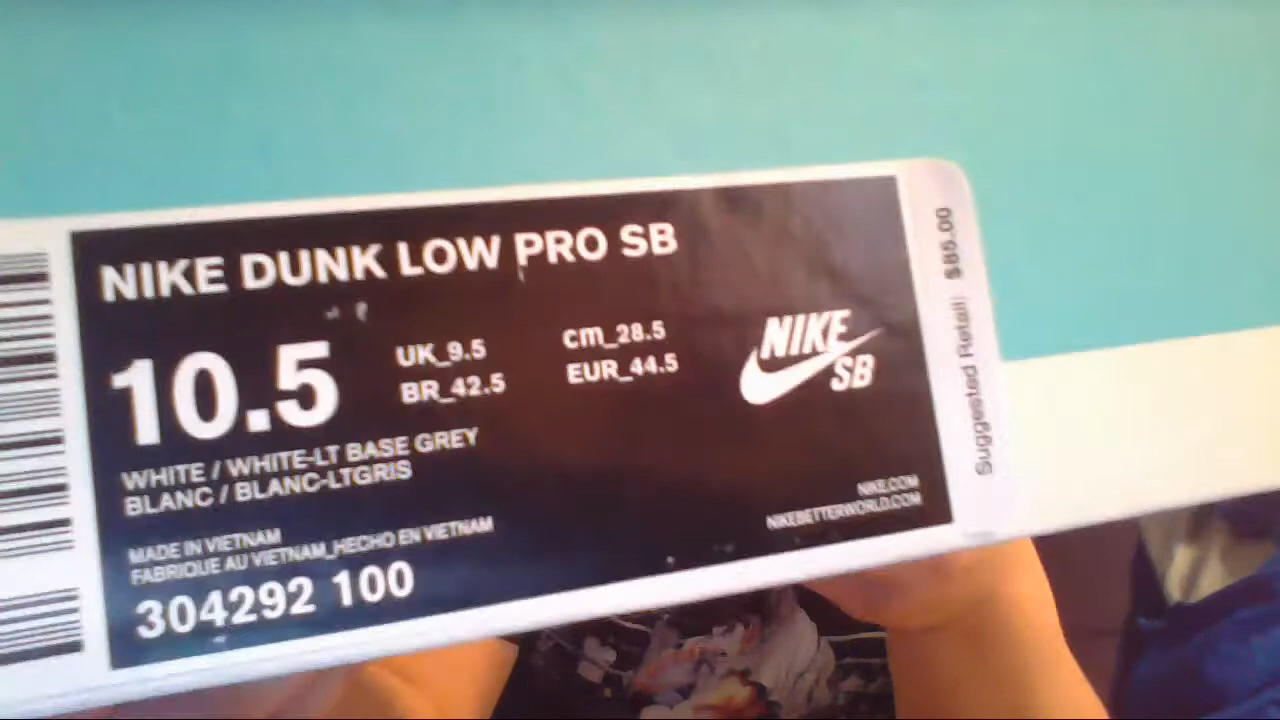 NIKE DUNK LOW PRO SB
10.5
UK_9.5
cm_28.5
BR_42.5
EUR_44.5
NIKE
SB
WHITE / WHITE-LT BASE GREY
BLANC / BLANC-LTGRIS
MADE IN VIETNAM
FABRIQUE AU VIETNAM_HECHO EN VIETNAM
304292 100
NIKE.COM
NIKEBETTERWORLD.COM
Suggested Retail: $85.00